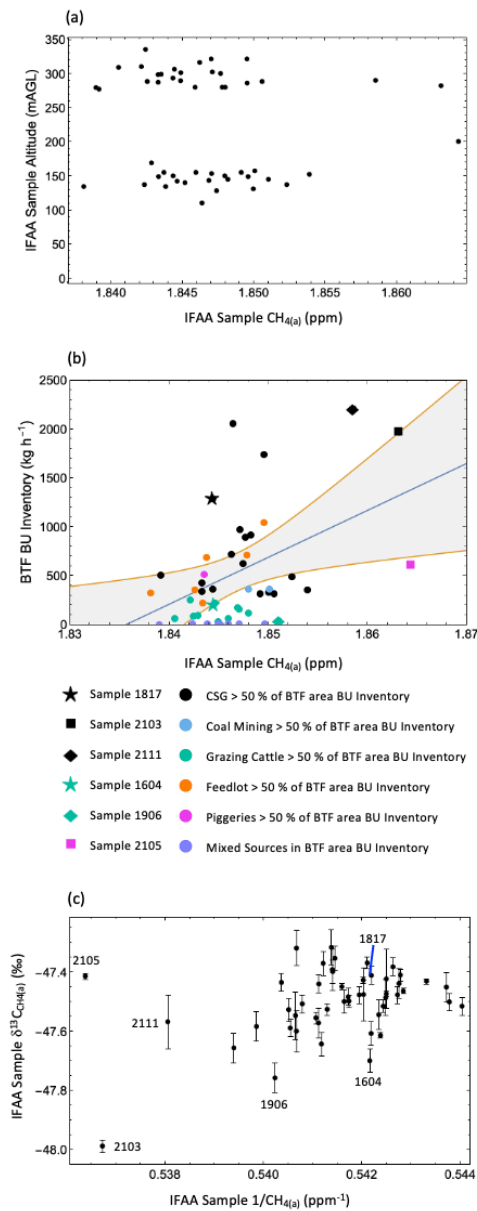 (a)
IFAA Sample Altitude (mAGL)
350
300
250
200
150
100
50
0
1.840 1.845 1.850 1.855 1.860
IFAA Sample CH4(a) (ppm)
(b)
BTF BU Inventory (kg h⁻¹)
2500
2000
1500
1000
500
0
1.83 1.84 1.85 1.86 1.87
IFAA Sample CH4(a) (ppm)
Sample 1817 CSG > 50 % of BTF area BU Inventory
Sample 2103 Coal Mining > 50 % of BTF area BU Inventory
Sample 2111 Grazing Cattle > 50 % of BTF area BU Inventory
Sample 1604 Feedlot > 50 % of BTF area BU Inventory
Sample 1906 Piggeries > 50 % of BTF area BU Inventory
Sample 2105 Mixed Sources in BTF area BU Inventory
(c)
IFAA Sample δ¹³CCH4(a) (‰)
1817
−47.4
2105
2111
−47.6
1604
1906
−47.8
2103
−48.0
0.538 0.540 0.542 0.544
IFAA Sample 1/CH4(a) (ppm⁻¹)